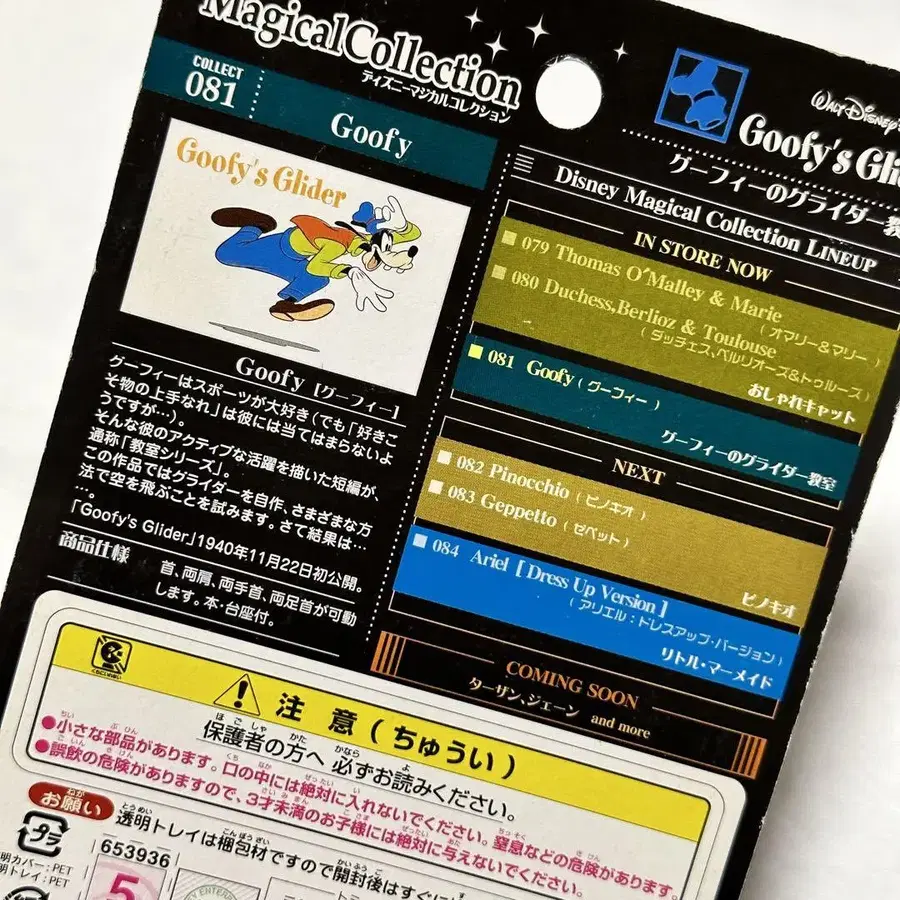 MagicalCollection
ディズニーマジカルコレクション
COLLECT
081
Goofy
Goofy's Glider
Goofy [グーフィー]
グーフィーはスポーツが大好き(でも「好きこ
そ物の上手なれ」は彼には当てはまらないよ
うですが…)。
そんな彼のアクティブな活躍を描いた短編が、
通称「教室シリーズ」。
この作品ではグライダーを自作、さまざまな方
法で空を飛ぶことを試みます。さて結果は…
…。
「Goofy's Glider」1940年11月22日初公開。
商品仕様
首、両肩、両手首、両足首が可動
します。本・台座付。
WALT DISNEY'S
Goofy's Gli
グーフィーのグライダー教
Disney Magical Collection LINEUP
IN STORE NOW
079 Thomas O'Malley & Marie
( オマリー&マリー )
080 Duchess,Berlioz & Toulouse
( ダッチェス、ベルリオーズ&トゥルーズ )
おしゃれキャット
081 Goofy ( グーフィー )
グーフィーのグライダー教室
NEXT
082 Pinocchio ( ピノキオ )
083 Geppetto ( ゼペット )
ピノキオ
084 Ariel [ Dress Up Version ]
( アリエル:ドレスアップ・バージョン )
リトル・マーメイド
COMING SOON
ターザン、ジェーン and more
注 意 (ちゅうい)
保護者の方へ 必ずお読みください。
●小さな部品があります。口の中には絶対に入れないでください。窒息などの危険があります。
●誤飲の危険がありますので、3才未満のお子様には絶対に与えないでください。
お願い
透明トレイは梱包材ですので開封後はすぐに
プラ
明カバー:PET
明トレイ:PET
653936
5